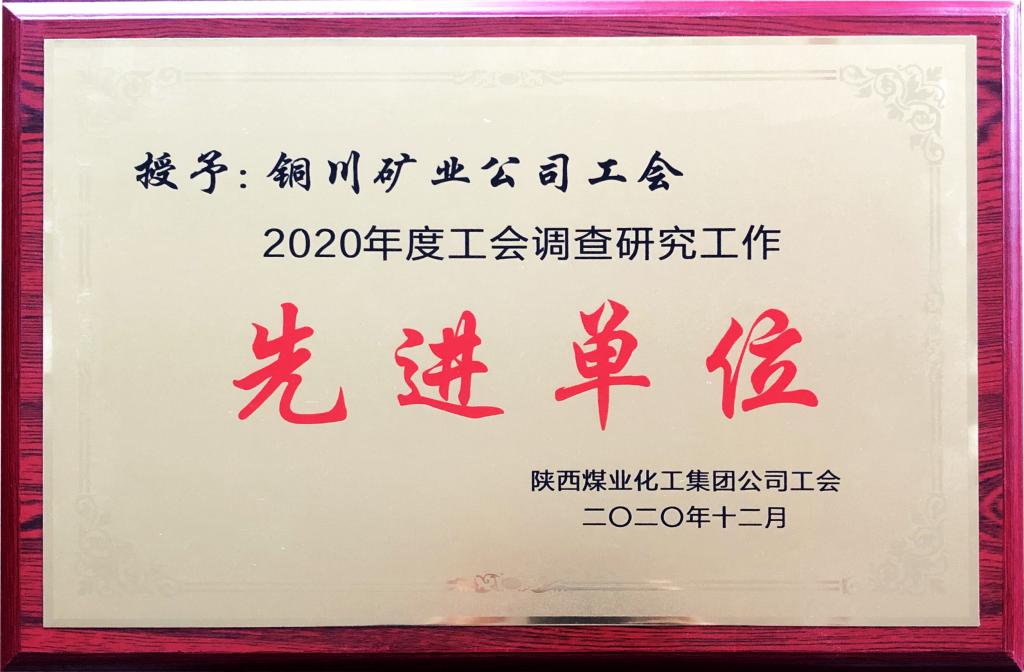 授予:铜川矿业公司工会
2020年度工会调查研究工作
先进单位
陕西煤业化工集团公司工会
二〇二〇年十二月